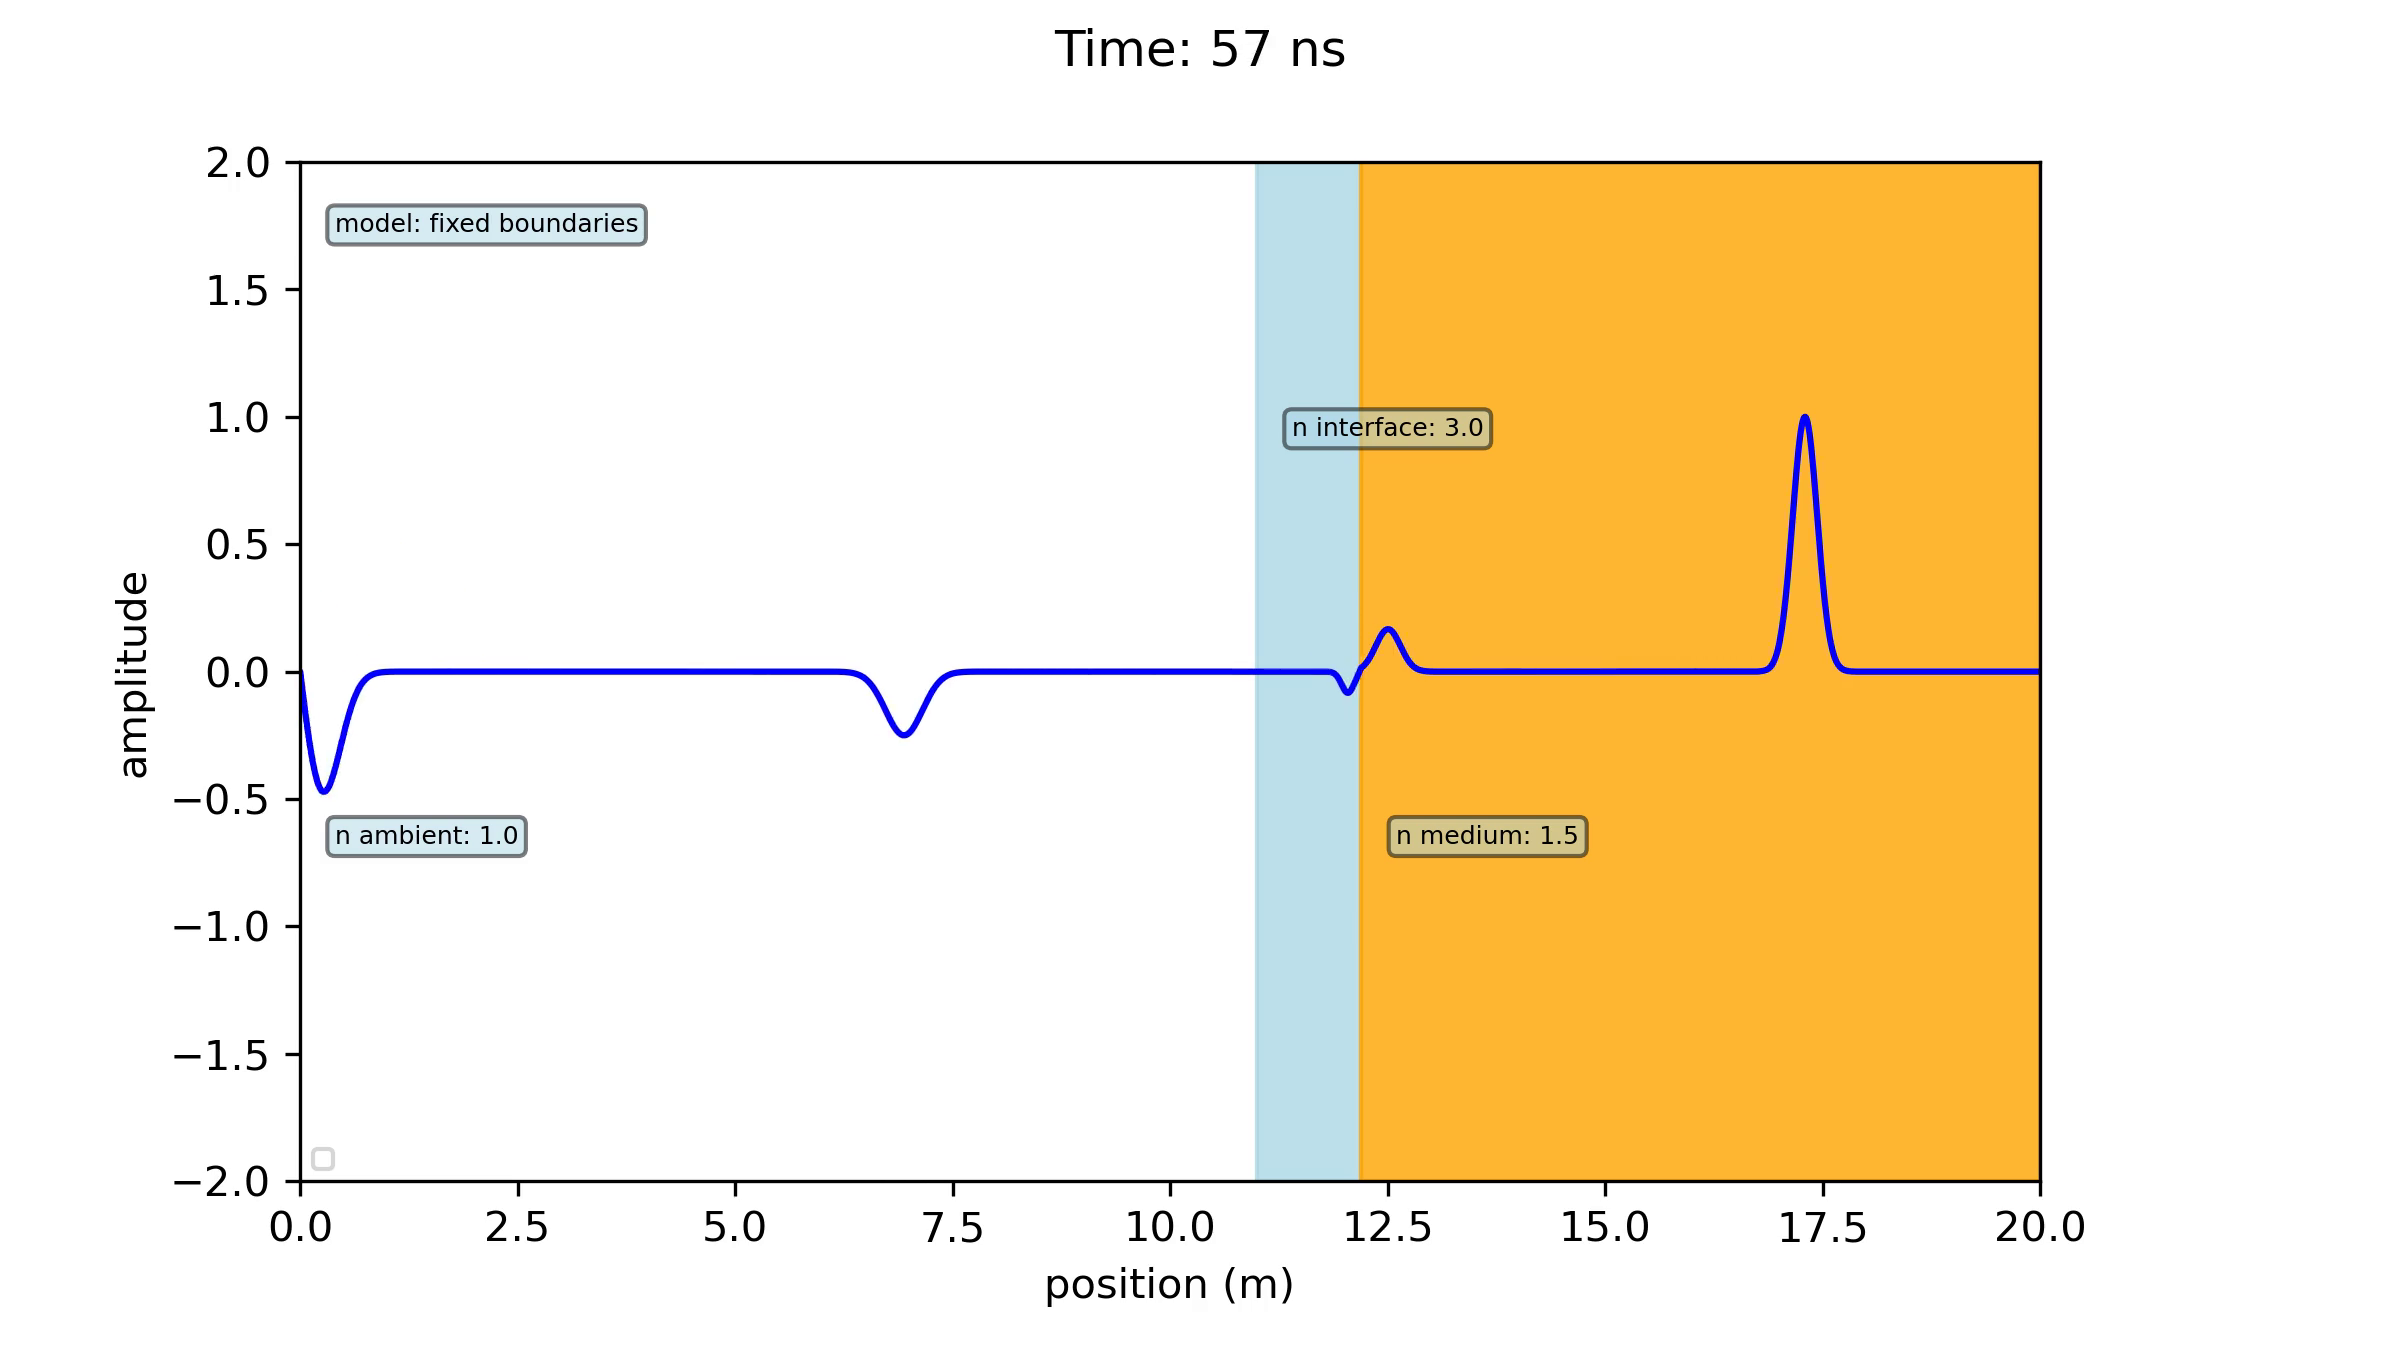 Time: 57 ns
2.0
model: fixed boundaries
1.5
1.0
n interface: 3.0
0.5
0.0
amplitude
−0.5
n ambient: 1.0
n medium: 1.5
−1.0
−1.5
−2.0
0.0 2.5 5.0 7.5 10.0 12.5 15.0 17.5 20.0
position (m)